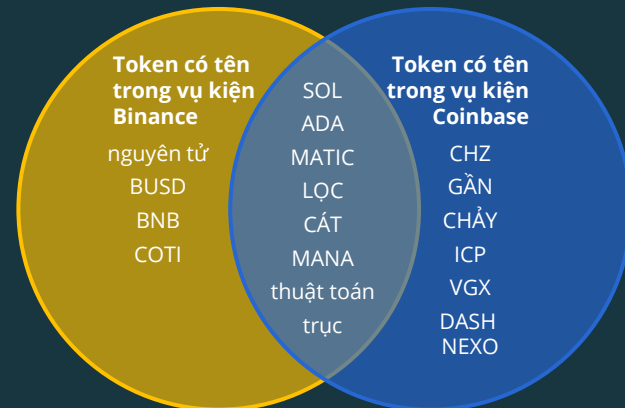 Token có tên
trong vụ kiện
Binance
nguyên tử
BUSD
BNB
COTI
SOL
ADA
MATIC
LỌC
CÁT
MANA
thuật toán
trục
Token có tên
trong vụ kiện
Coinbase
CHZ
GẦN
CHẢY
ICP
VGX
DASH
NEXO